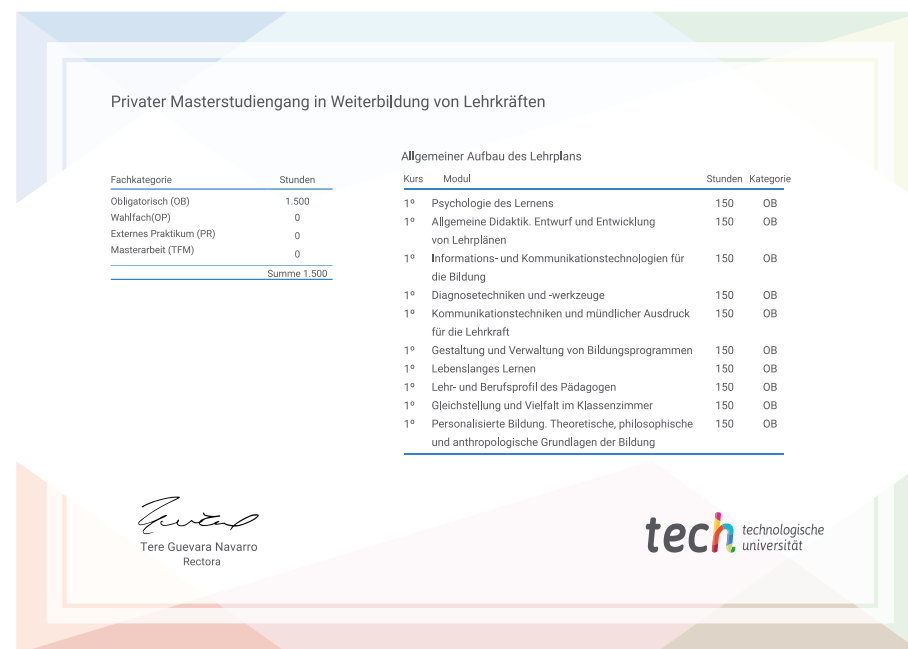 Privater Masterstudiengang in Weiterbildung von Lehrkräften
Fachkategorie Stunden
Obligatorisch (OB) 1.500
Wahlfach(OP) 0
Externes Praktikum (PR) 0
Masterarbeit (TFM) 0
Summe 1.500
Allgemeiner Aufbau des Lehrplans
Kurs Modul Stunden Kategorie
1º Psychologie des Lernens 150 OB
1º Allgemeine Didaktik. Entwurf und Entwicklung 150 OB
von Lehrplänen
1º Informations- und Kommunikationstechnologien für 150 OB
die Bildung
1º Diagnosetechniken und -werkzeuge 150 OB
1º Kommunikationstechniken und mündlicher Ausdruck 150 OB
für die Lehrkraft
1º Gestaltung und Verwaltung von Bildungsprogrammen 150 OB
1º Lebenslanges Lernen 150 OB
1º Lehr- und Berufsprofil des Pädagogen 150 OB
1º Gleichstellung und Vielfalt im Klassenzimmer 150 OB
1º Personalisierte Bildung. Theoretische, philosophische 150 OB
und anthropologische Grundlagen der Bildung
Tere Guevara Navarro
Rectora
tech technologische
universität